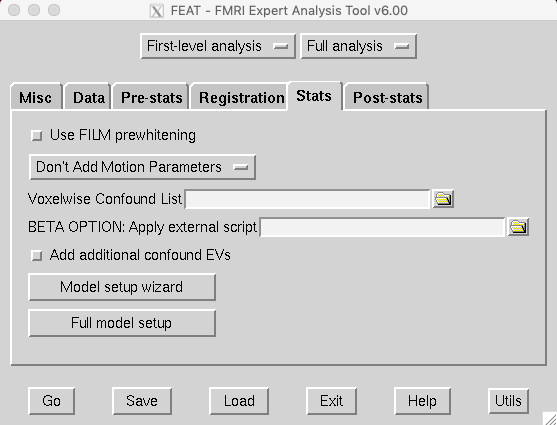 FEAT - FMRI Expert Analysis Tool v6.00
First-level analysis Full analysis
Misc Data Pre-stats Registration Stats Post-stats
Use FILM prewhitening
Don't Add Motion Parameters
Voxelwise Confound List
BETA OPTION: Apply external script
Add additional confound EVs
Model setup wizard
Full model setup
Go Save Load Exit Help Utils